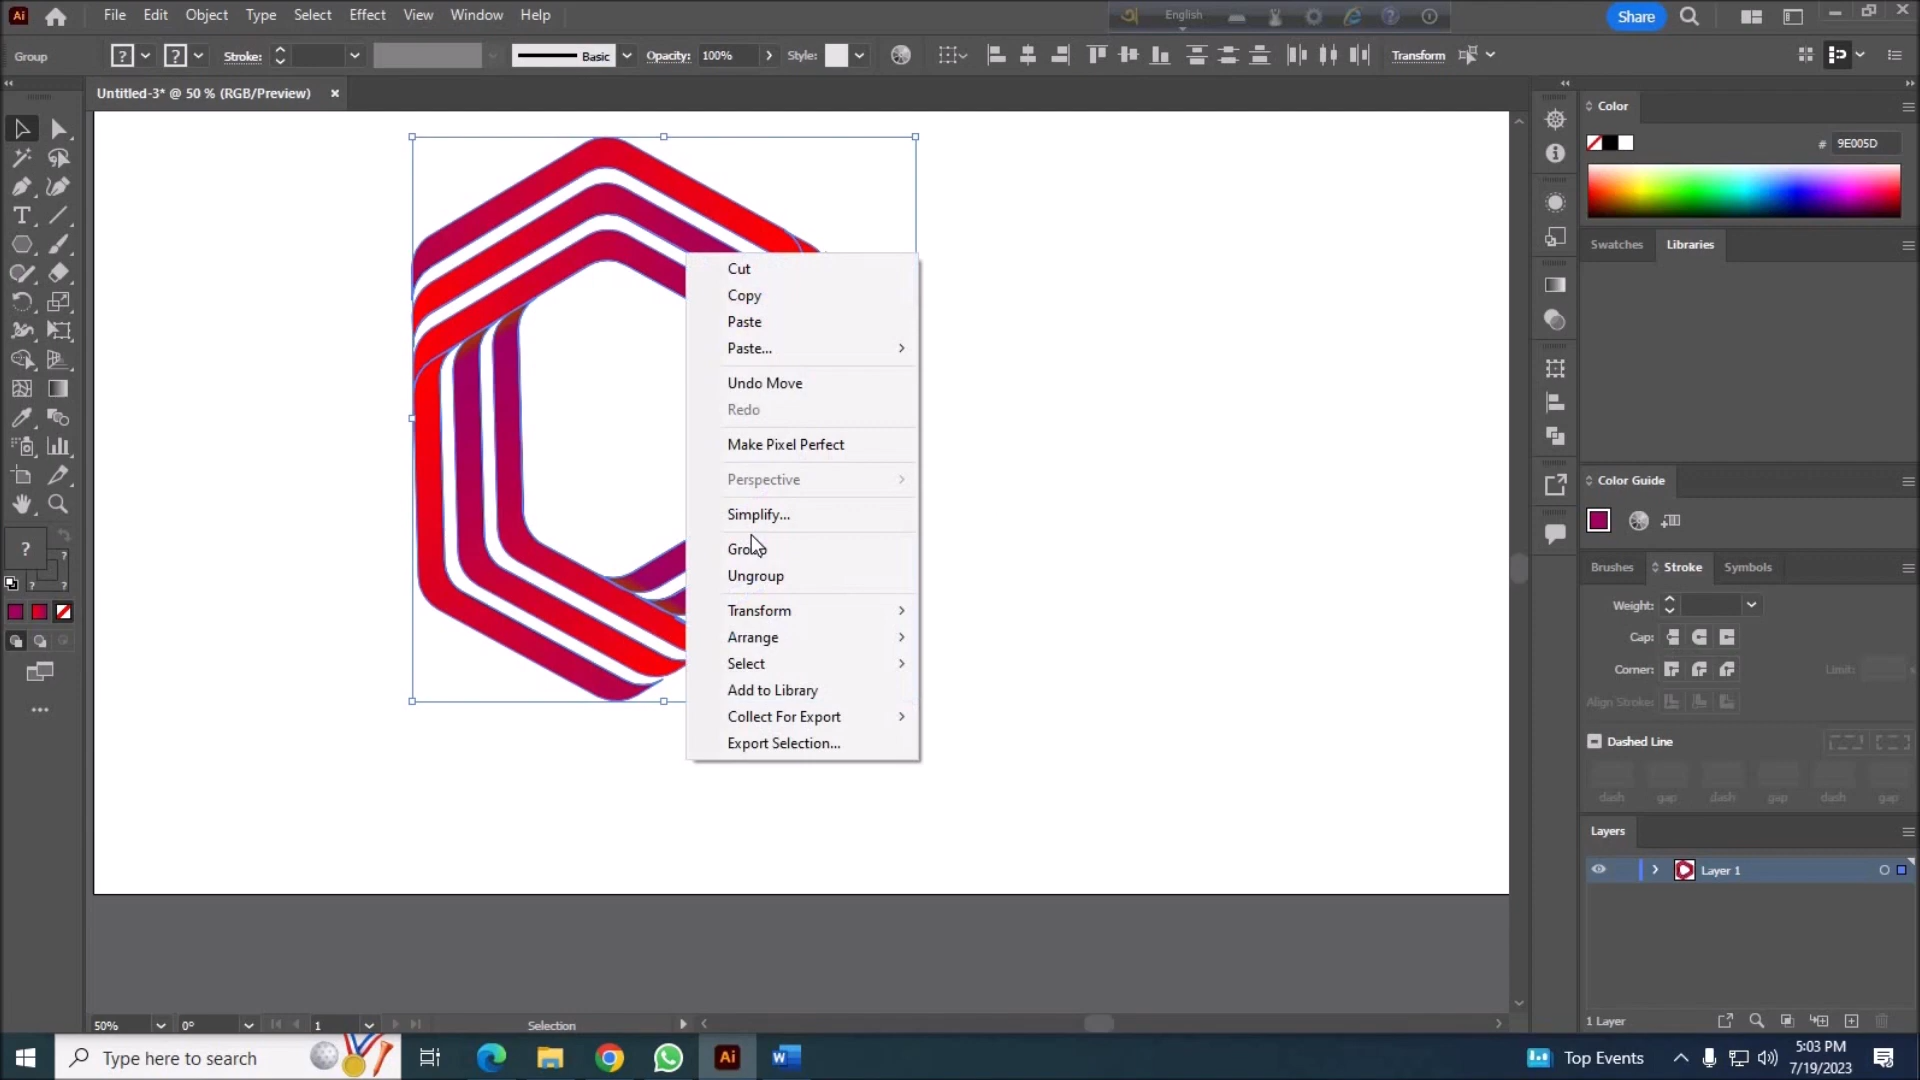 Ai File Edit Object Type Select Effect View Window Help English Share
Group ? ? Stroke: Basic Opacity: 100% Style: Transform
Untitled-3* @ 50 % (RGB/Preview) ×
Color
# 9E005D
Swatches Libraries
Cut
Copy
Paste
Paste...
Undo Move
Redo
Make Pixel Perfect
Perspective
Simplify...
Group
Ungroup
Transform
Arrange
Select
Add to Library
Collect For Export
Export Selection...
T
?
?
? ?
Color Guide
Brushes Stroke Symbols
Weight:
Cap:
Corner: Limit:
Align Stroke:
Dashed Line
dash gap dash gap dash gap
Layers
Layer 1
1 Layer
50% 0° 1 Selection
Type here to search Ai W Top Events
5:03 PM
7/19/2023